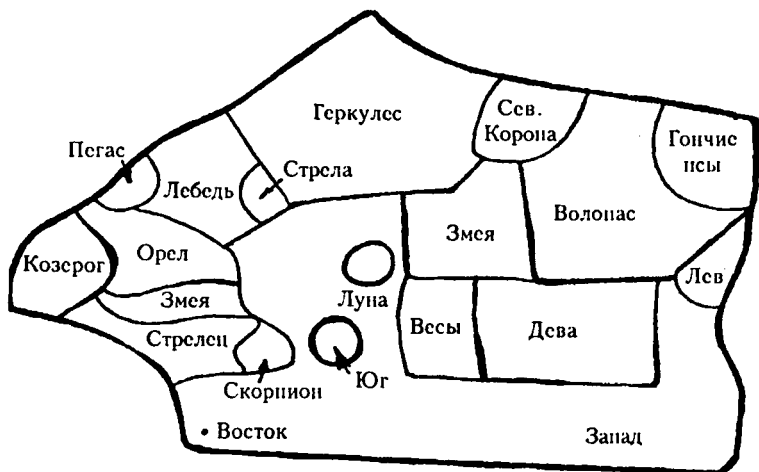 Геркулес
Сев.
Корона
Гончие
псы
Пегас
Лебедь
Стрела
Волопас
Змея
Козерог
Орел
Лев
Змея
Луна
Весы
Дева
Стрелец
Скорпион
Юг
Восток
Запад